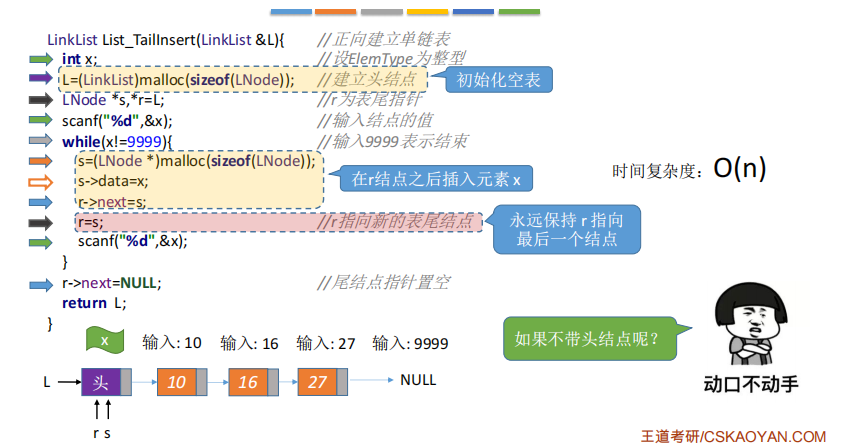 LinkList List_TailInsert(LinkList &L){ //正向建立单链表
int x; //设ElemType为整型
L=(LinkList)malloc(sizeof(LNode)); //建立头结点
初始化空表
LNode *s,*r=L; //r为表尾指针
scanf("%d",&x); //输入结点的值
while(x!=9999){ //输入9999表示结束
s=(LNode *)malloc(sizeof(LNode));
s->data=x;
r->next=s;
在r结点之后插入元素 x
时间复杂度：O(n)
r=s; //r指向新的表尾结点
永远保持 r 指向
最后一个结点
scanf("%d",&x);
}
r->next=NULL; //尾结点指针置空
return L;
}
如果不带头结点呢？
动口不动手
x 输入: 10 输入: 16 输入: 27 输入: 9999
L 头 10 16 27 NULL
r s
王道考研/CSKAOYAN.COM